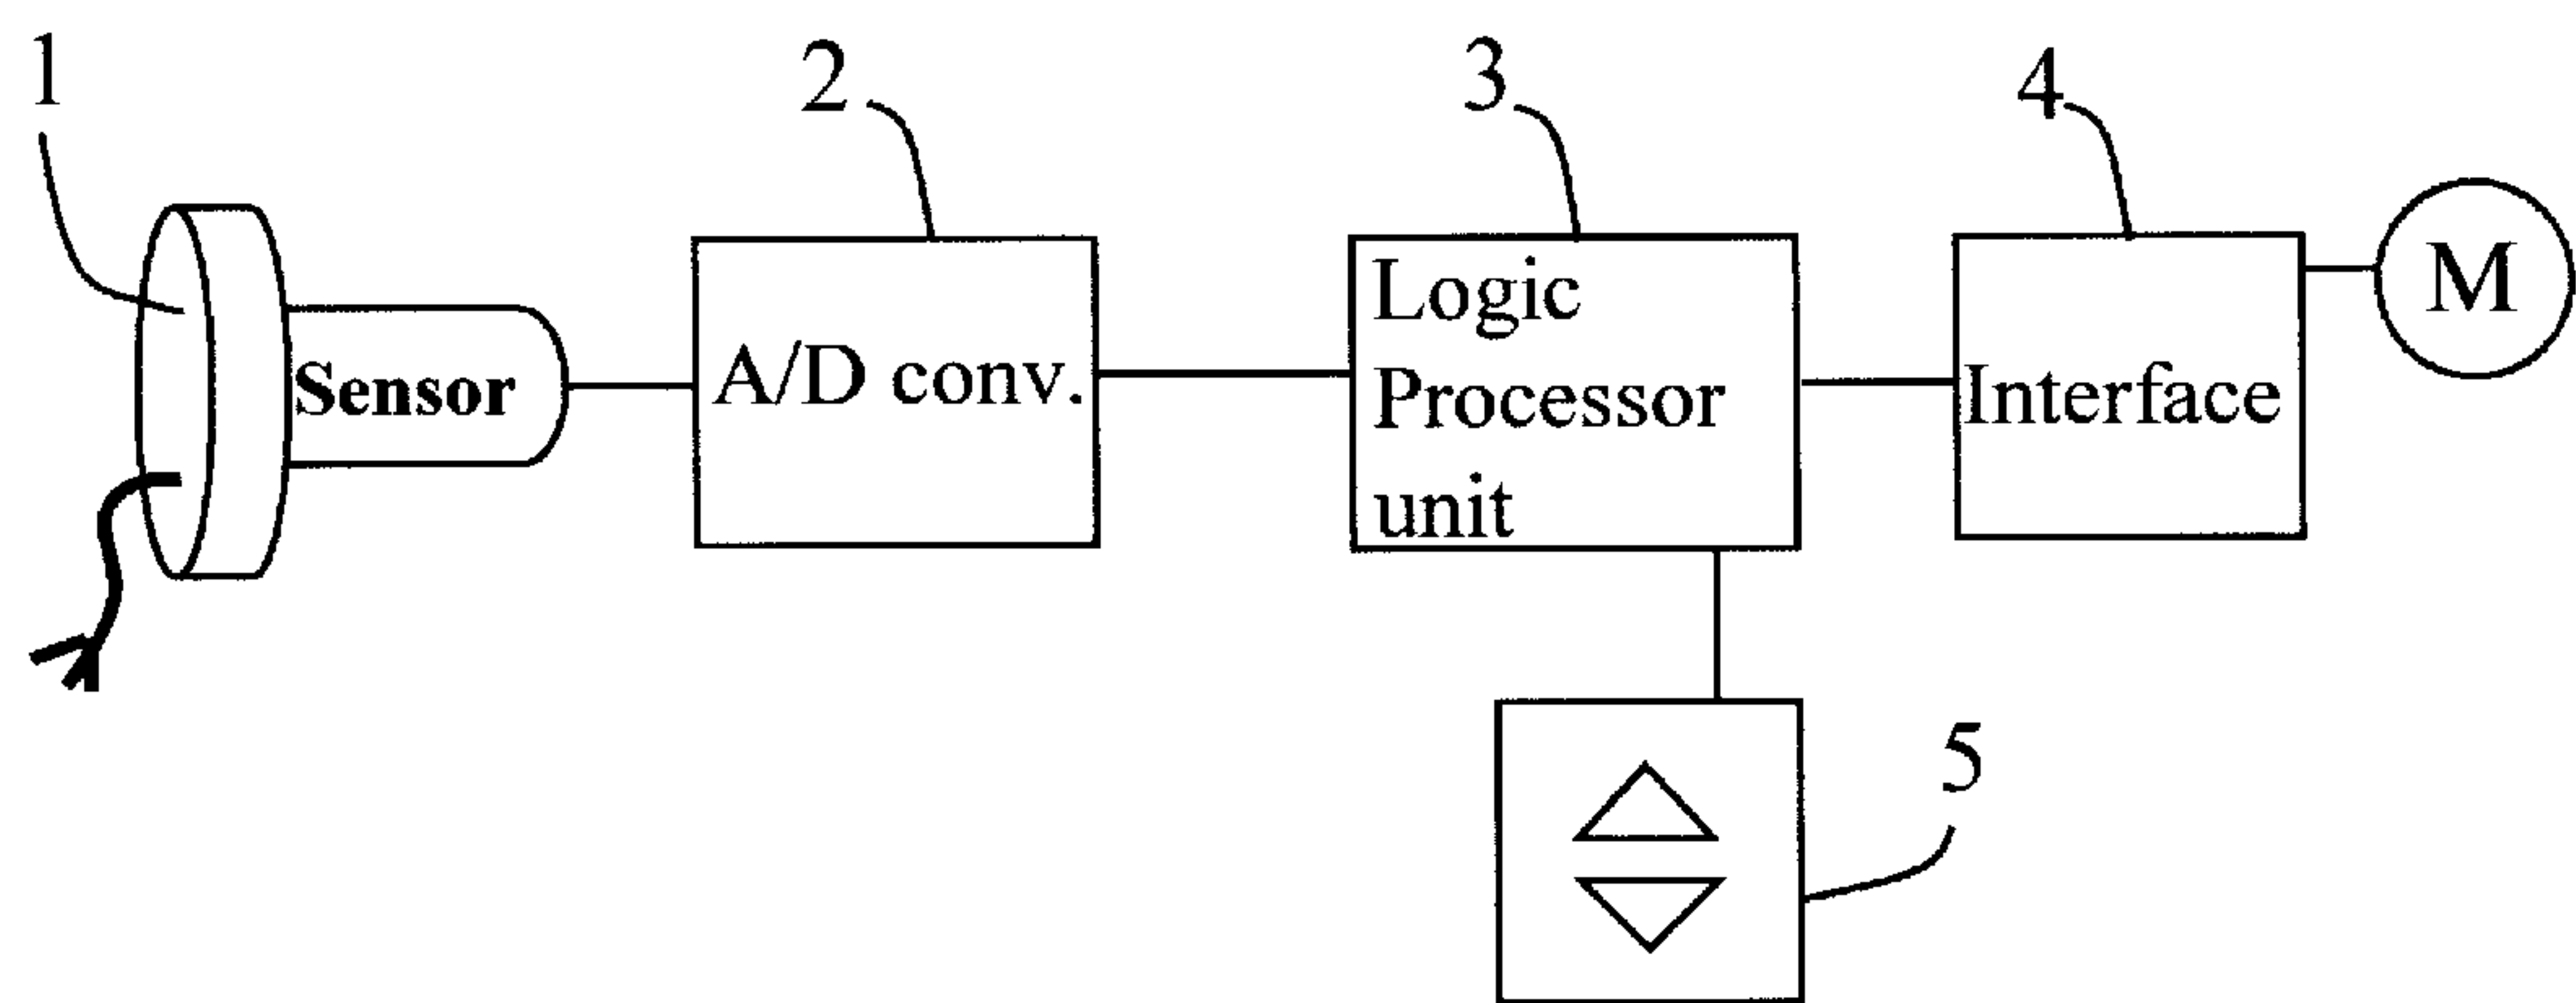 1
2
3
4
Sensor
A/D conv.
Logic
Processor
unit
Interface
M
5